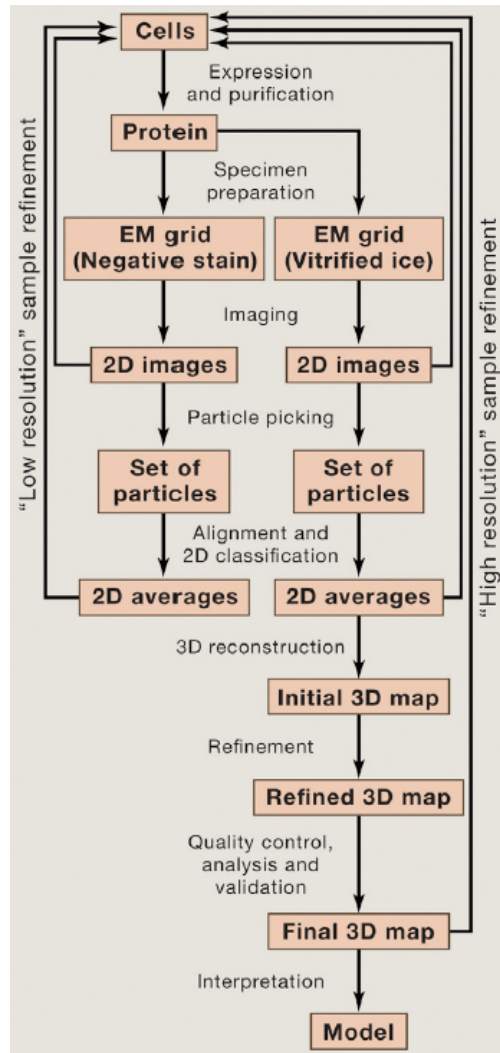 Cells
Expression
and purification
Protein
Specimen
preparation
EM grid
(Negative stain)
EM grid
(Vitrified ice)
Imaging
2D images
2D images
Particle picking
Set of
particles
Set of
particles
Alignment and
2D classification
2D averages
2D averages
3D reconstruction
Initial 3D map
Refinement
Refined 3D map
Quality control,
analysis and
validation
Final 3D map
Interpretation
Model
"Low resolution" sample refinement
"High resolution" sample refinement